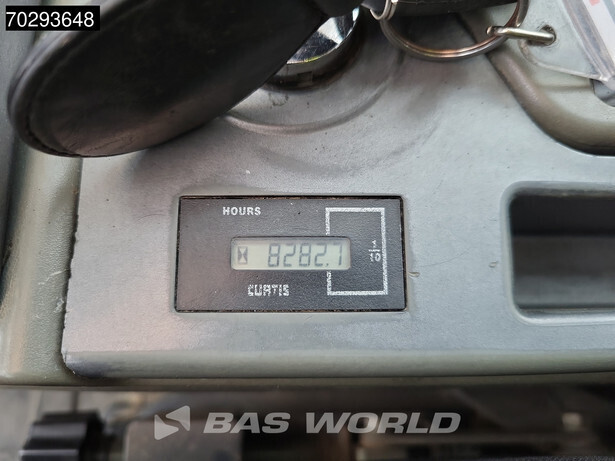 70293648
HOURS
8282.1
1/10
CURTIS
BAS WORLD